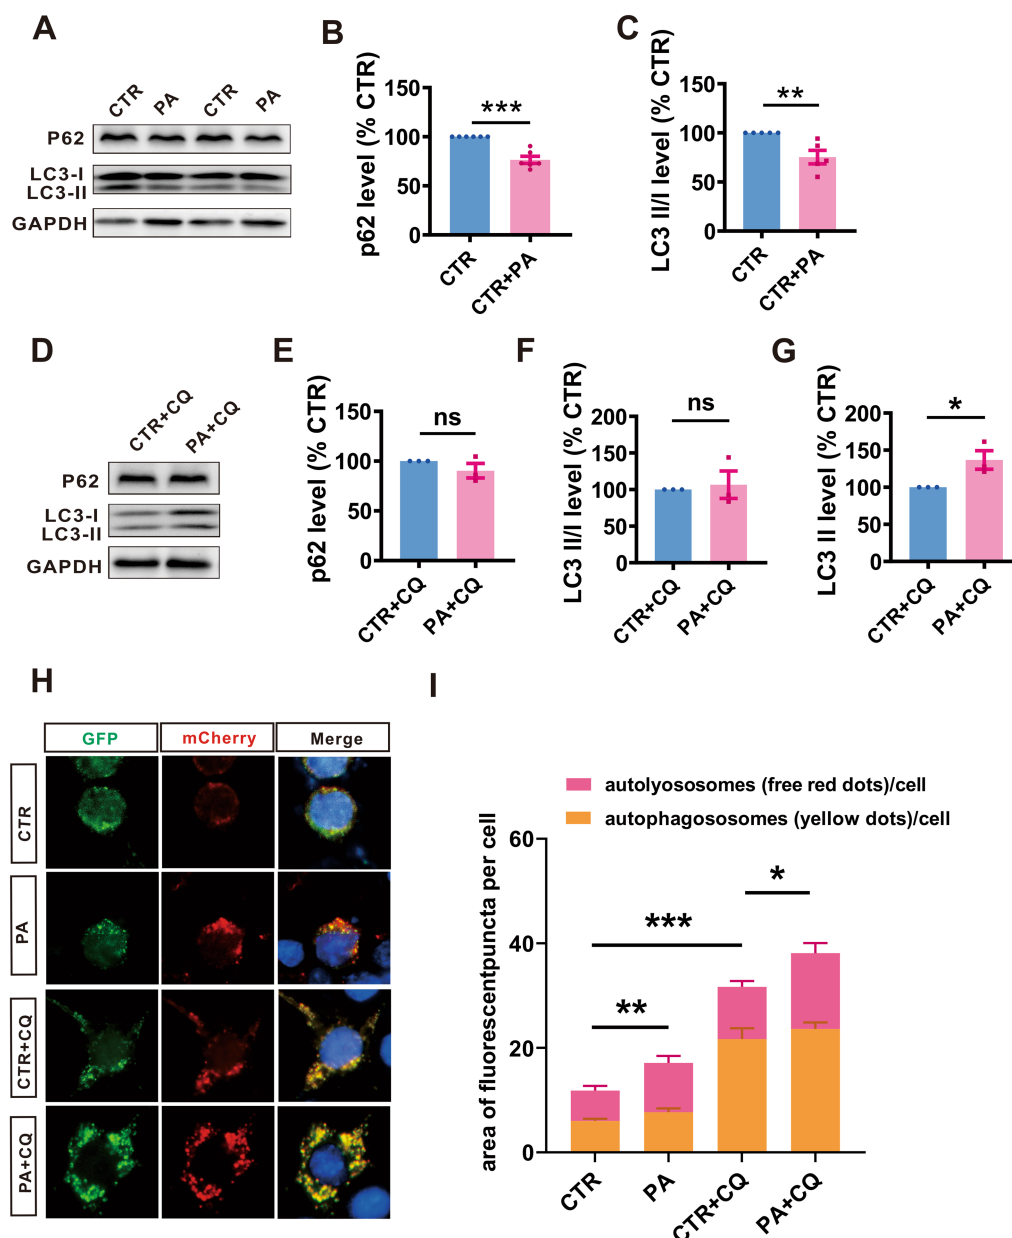 A
CTR PA CTR PA
P62
LC3-I
LC3-II
GAPDH
B
p62 level (% CTR)
150
100
50
0
***
CTR
CTR+PA
C
LC3 II/I level (% CTR)
150
100
50
0
**
CTR
CTR+PA
D
CTR+CQ PA+CQ
P62
LC3-I
LC3-II
GAPDH
E
p62 level (% CTR)
150
100
50
0
ns
CTR+CQ
PA+CQ
F
LC3 II/I level (% CTR)
200
150
100
50
0
ns
CTR+CQ
PA+CQ
G
LC3 II level (% CTR)
200
150
100
50
0
*
CTR+CQ
PA+CQ
H
GFP mCherry Merge
CTR
PA
CTR+CQ
PA+CQ
I
autolyososomes (free red dots)/cell
autophagososomes (yellow dots)/cell
area of fluorescentpuncta per cell
60
40
20
0
**
***
*
CTR
PA
CTR+CQ
PA+CQ